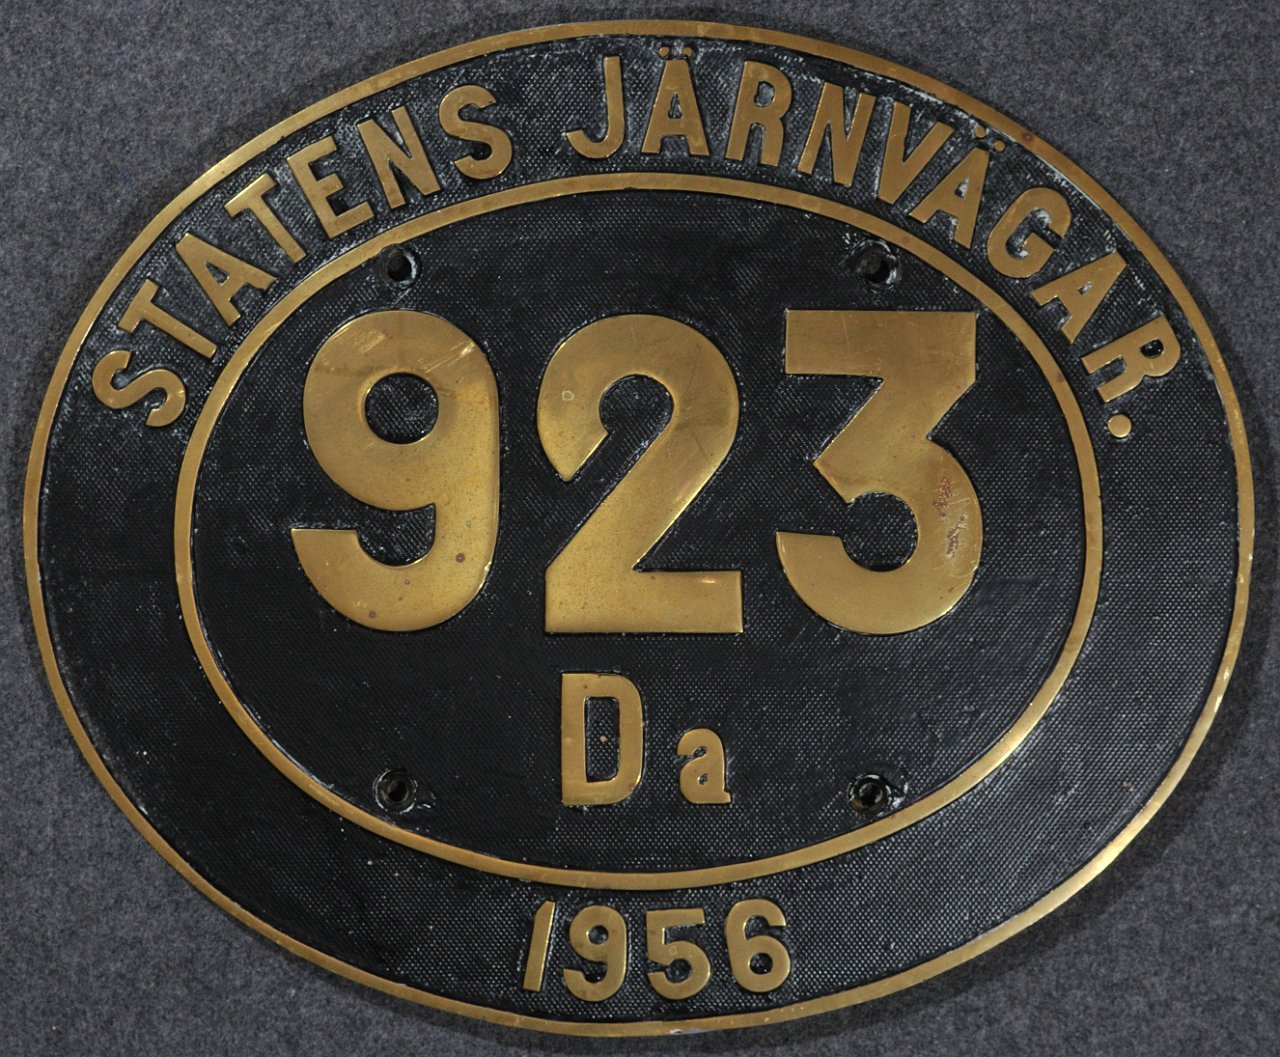 STATENS JÄRNVÄGAR.
923
Da
1956